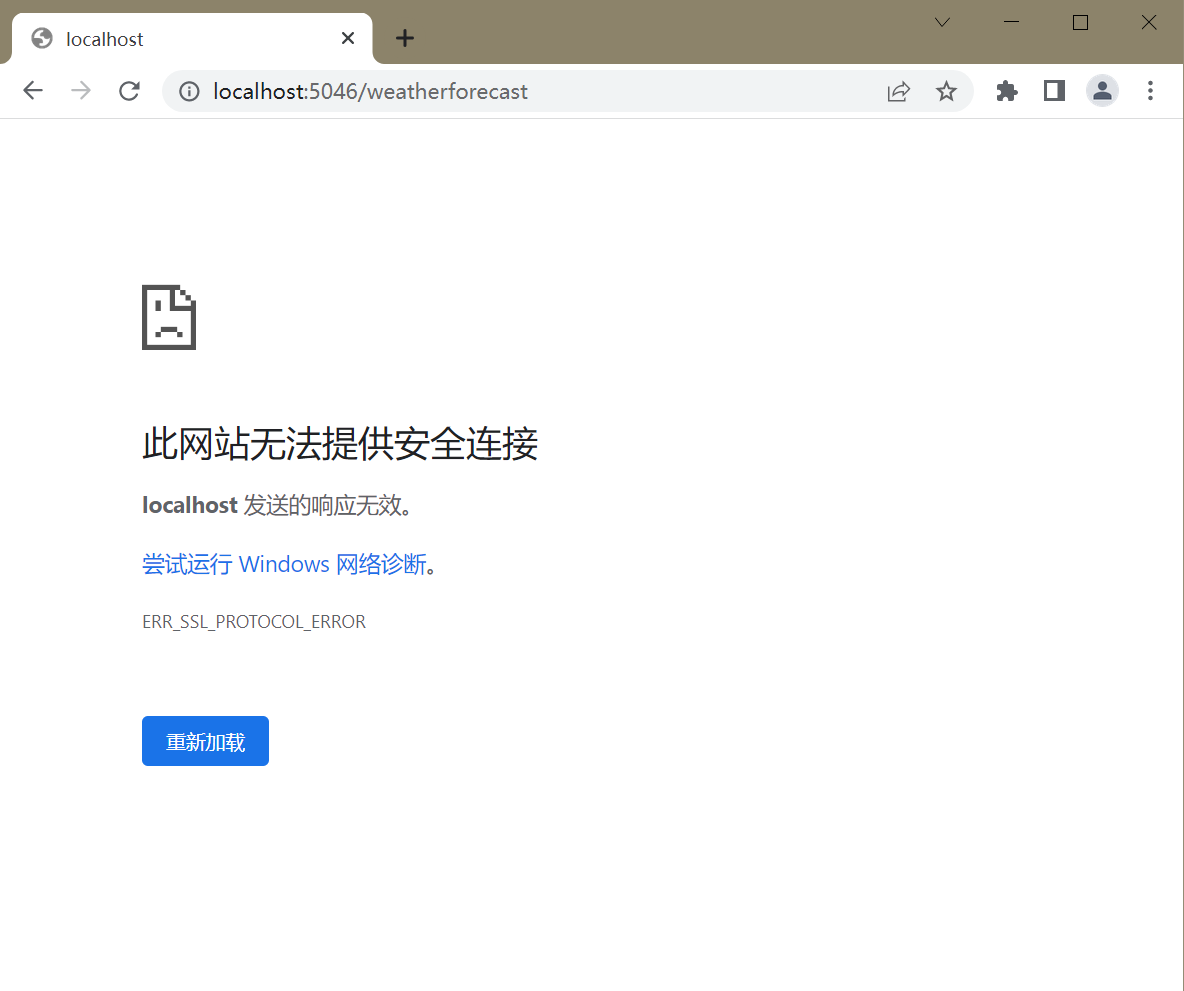 localhost
localhost:5046/weatherforecast
此网站无法提供安全连接
localhost 发送的响应无效。
尝试运行 Windows 网络诊断。
ERR_SSL_PROTOCOL_ERROR
重新加载